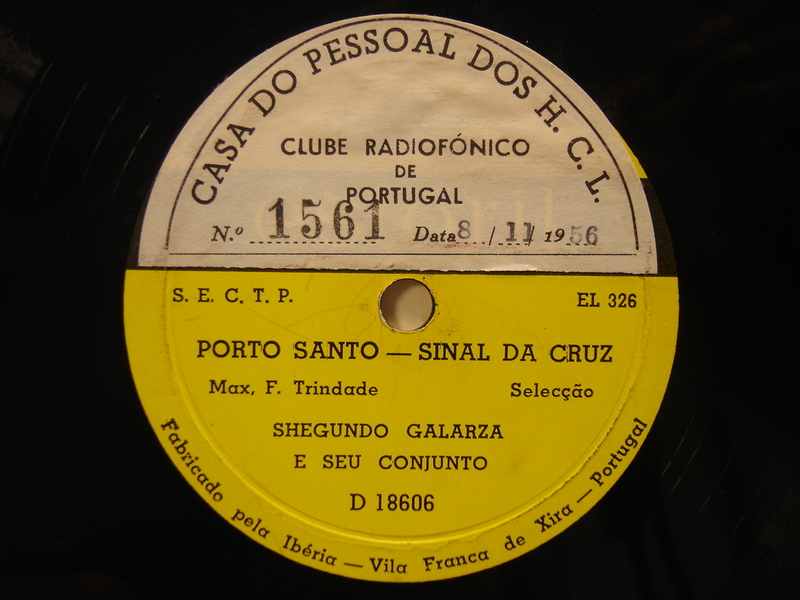 CASA DO PESSOAL DOS H. C. L.
CLUBE RADIOFÓNICO
DE
PORTUGAL
N.º 1561 Data 8 / 11 / 1956
S. E. C. T. P. EL 326
PORTO SANTO — SINAL DA CRUZ
Max, F. Trindade Selecção
SHEGUNDO GALARZA
E SEU CONJUNTO
D 18606
Fabricado pela Ibéria — Vila Franca de Xira — Portugal